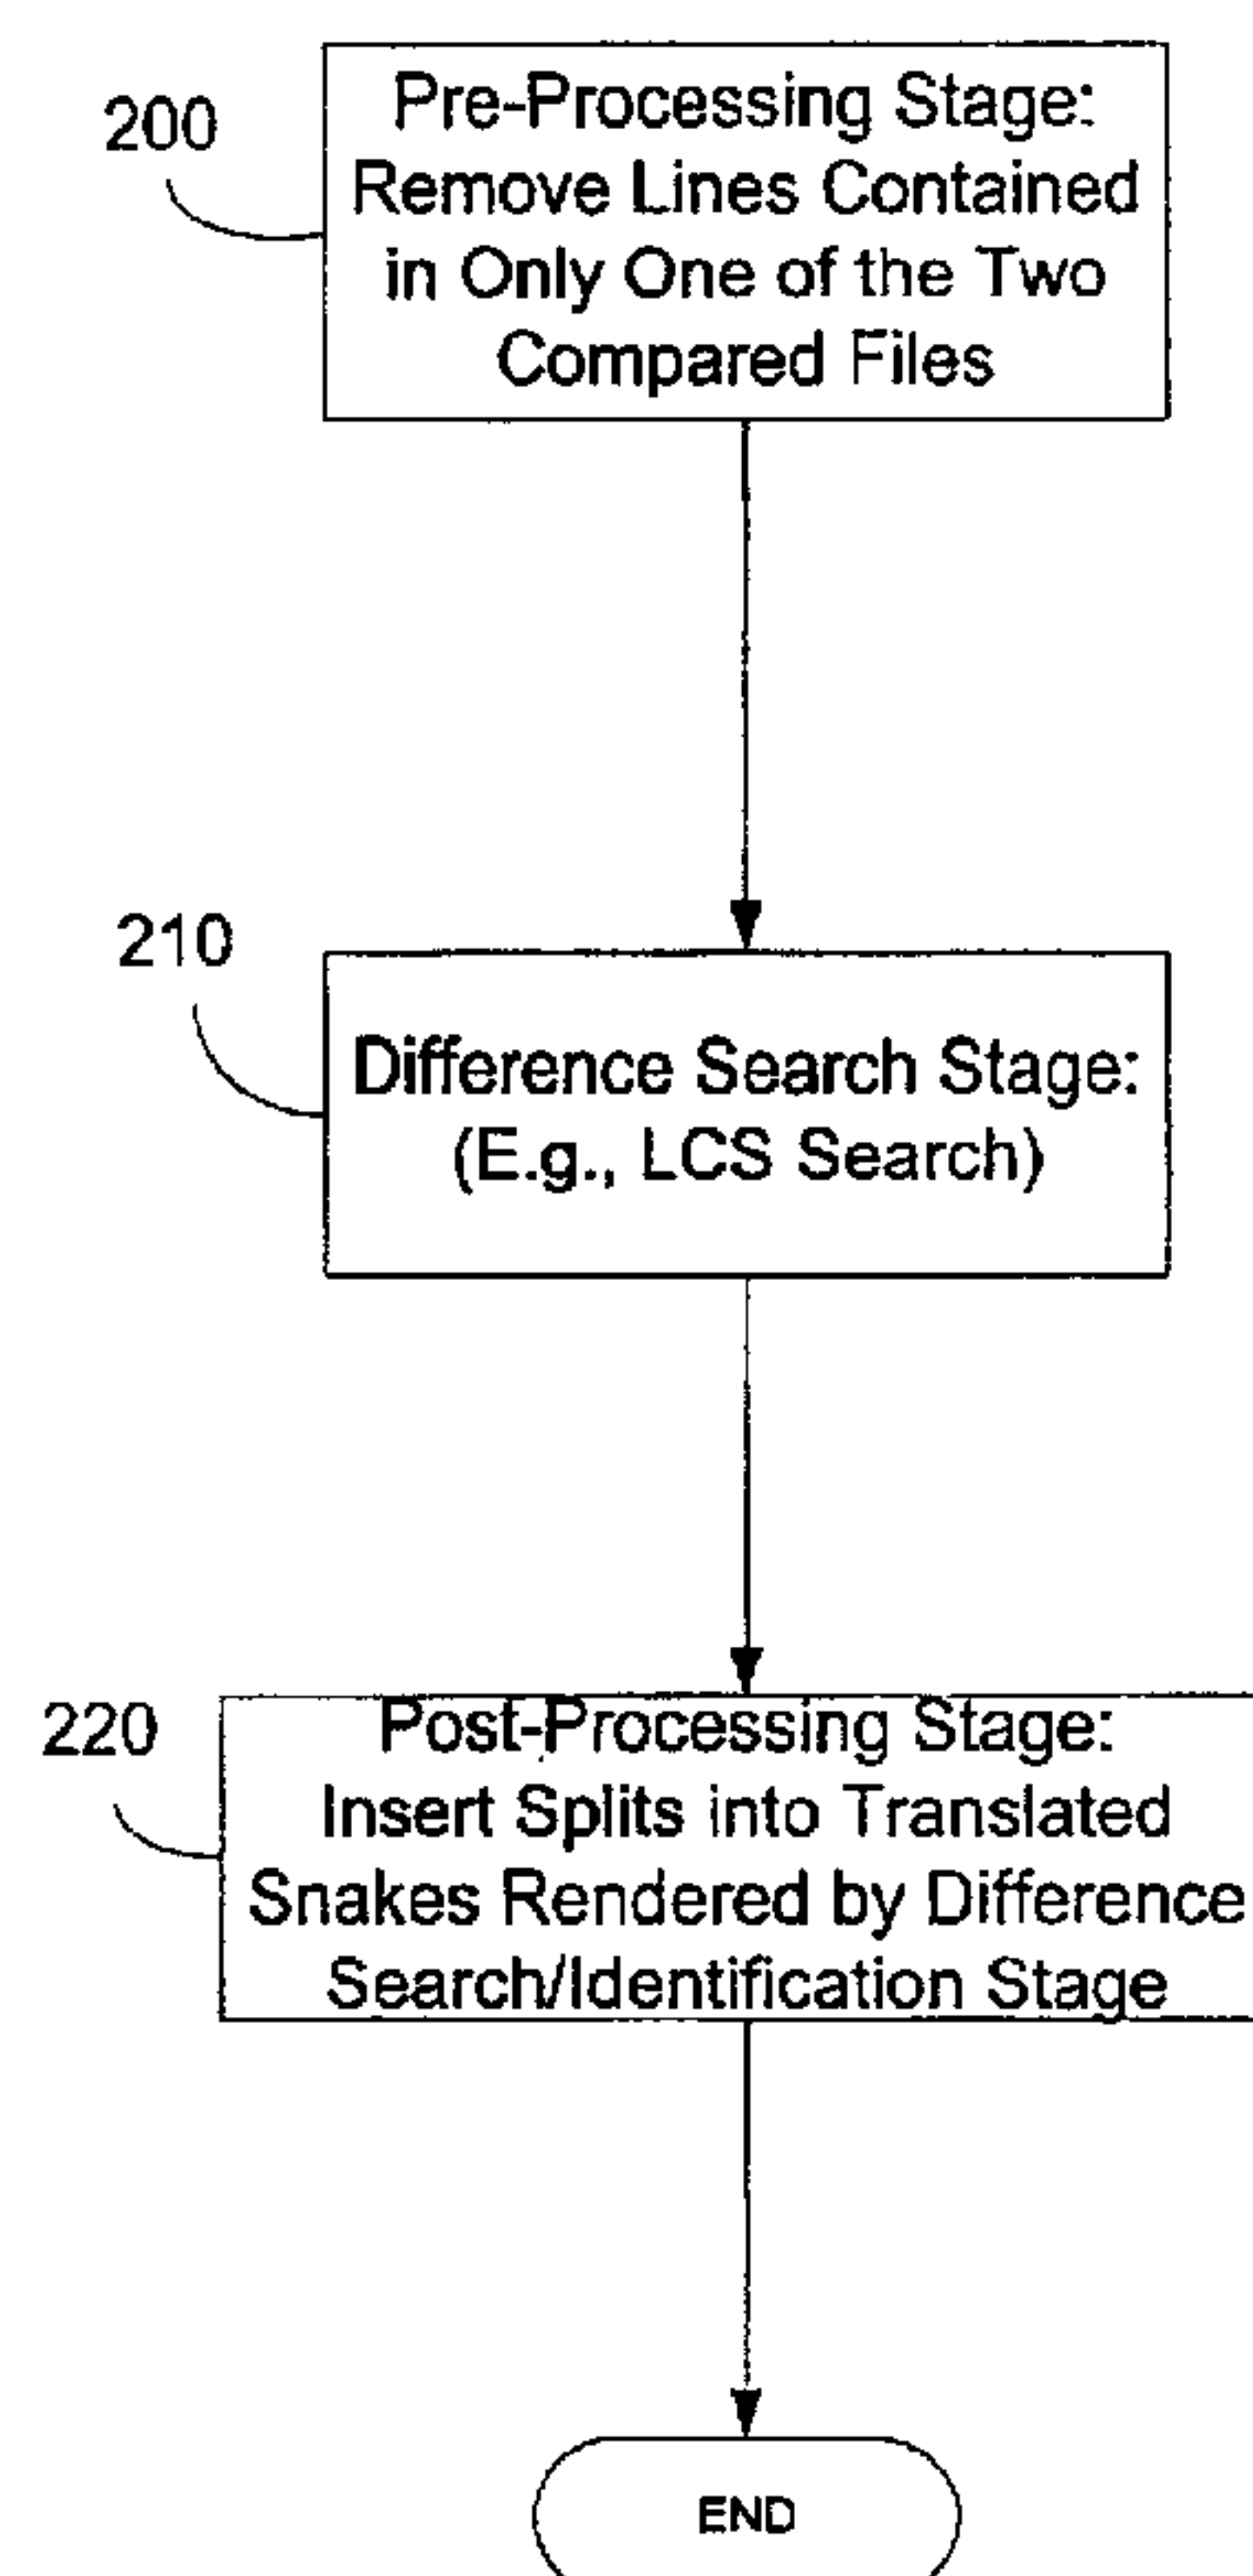 200
Pre-Processing Stage:
Remove Lines Contained
in Only One of the Two
Compared Files
210
Difference Search Stage:
(E.g., LCS Search)
220
Post-Processing Stage:
Insert Splits into Translated
Snakes Rendered by Difference
Search/Identification Stage
END